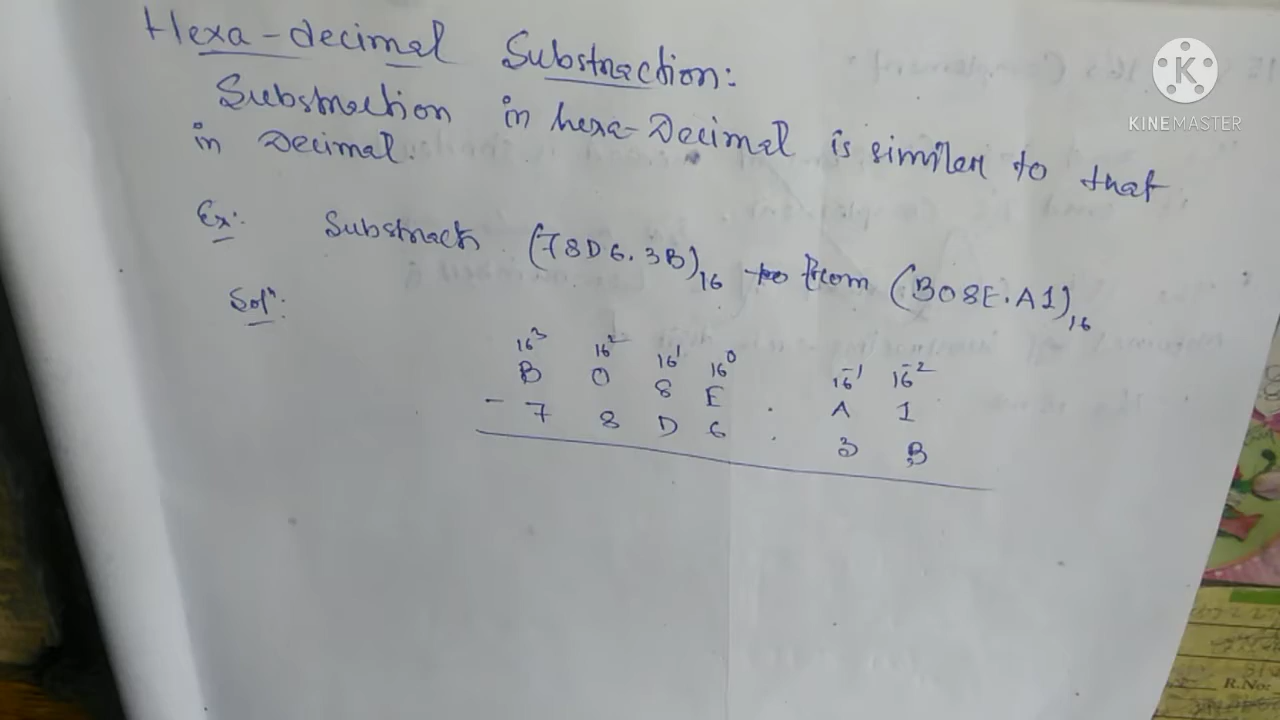 Hexa-decimal Substraction:
KINEMASTER
Substraction in hexa-Decimal is similer to that
in Decimal.
Ex: Substract (78D6.3B)16 to from (B08E.A1)16
Solⁿ:
16³ 16² 16¹ 16⁰ 16⁻¹ 16⁻²
B 0 8 E . A 1
- 7 8 D 6 . 3 B
R.No: